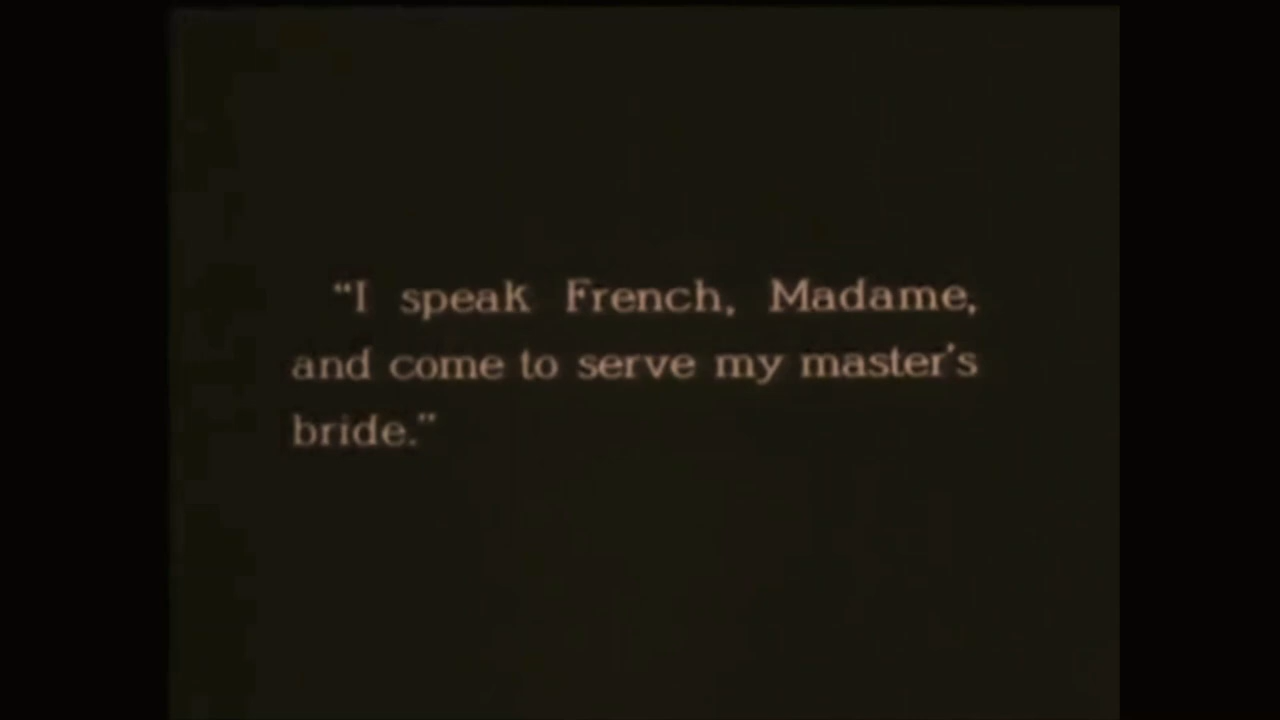 “I speak French, Madame,
and come to serve my master's
bride.”